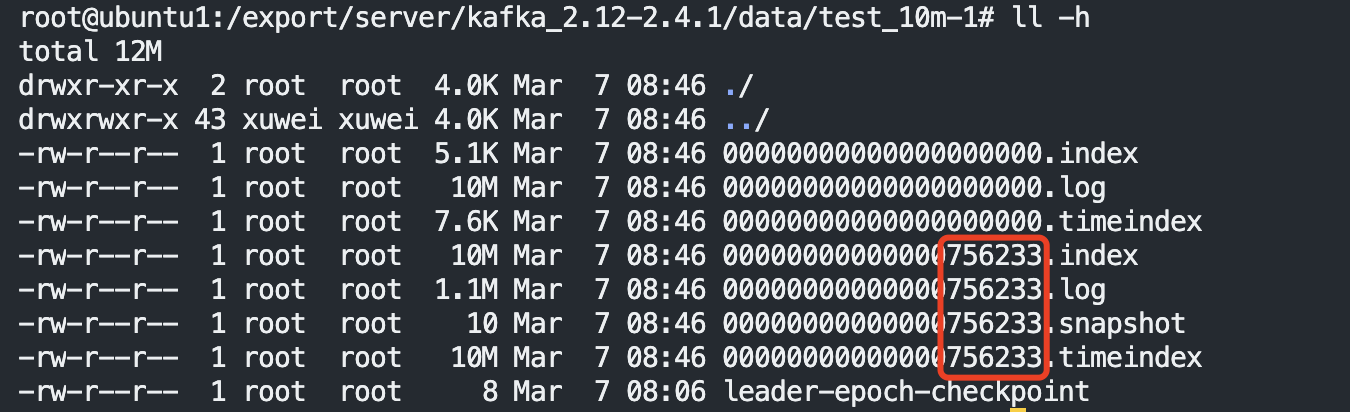 root@ubuntu1:/export/server/kafka_2.12-2.4.1/data/test_10m-1# ll -h
total 12M
drwxr-xr-x  2 root  root  4.0K Mar  7 08:46 ./
drwxrwxr-x 43 xuwei xuwei 4.0K Mar  7 08:46 ../
-rw-r--r--  1 root  root  5.1K Mar  7 08:46 00000000000000000000.index
-rw-r--r--  1 root  root   10M Mar  7 08:46 00000000000000000000.log
-rw-r--r--  1 root  root  7.6K Mar  7 08:46 00000000000000000000.timeindex
-rw-r--r--  1 root  root   10M Mar  7 08:46 00000000000000756233.index
-rw-r--r--  1 root  root  1.1M Mar  7 08:46 00000000000000756233.log
-rw-r--r--  1 root  root    10 Mar  7 08:46 00000000000000756233.snapshot
-rw-r--r--  1 root  root   10M Mar  7 08:46 00000000000000756233.timeindex
-rw-r--r--  1 root  root     8 Mar  7 08:06 leader-epoch-checkpoint